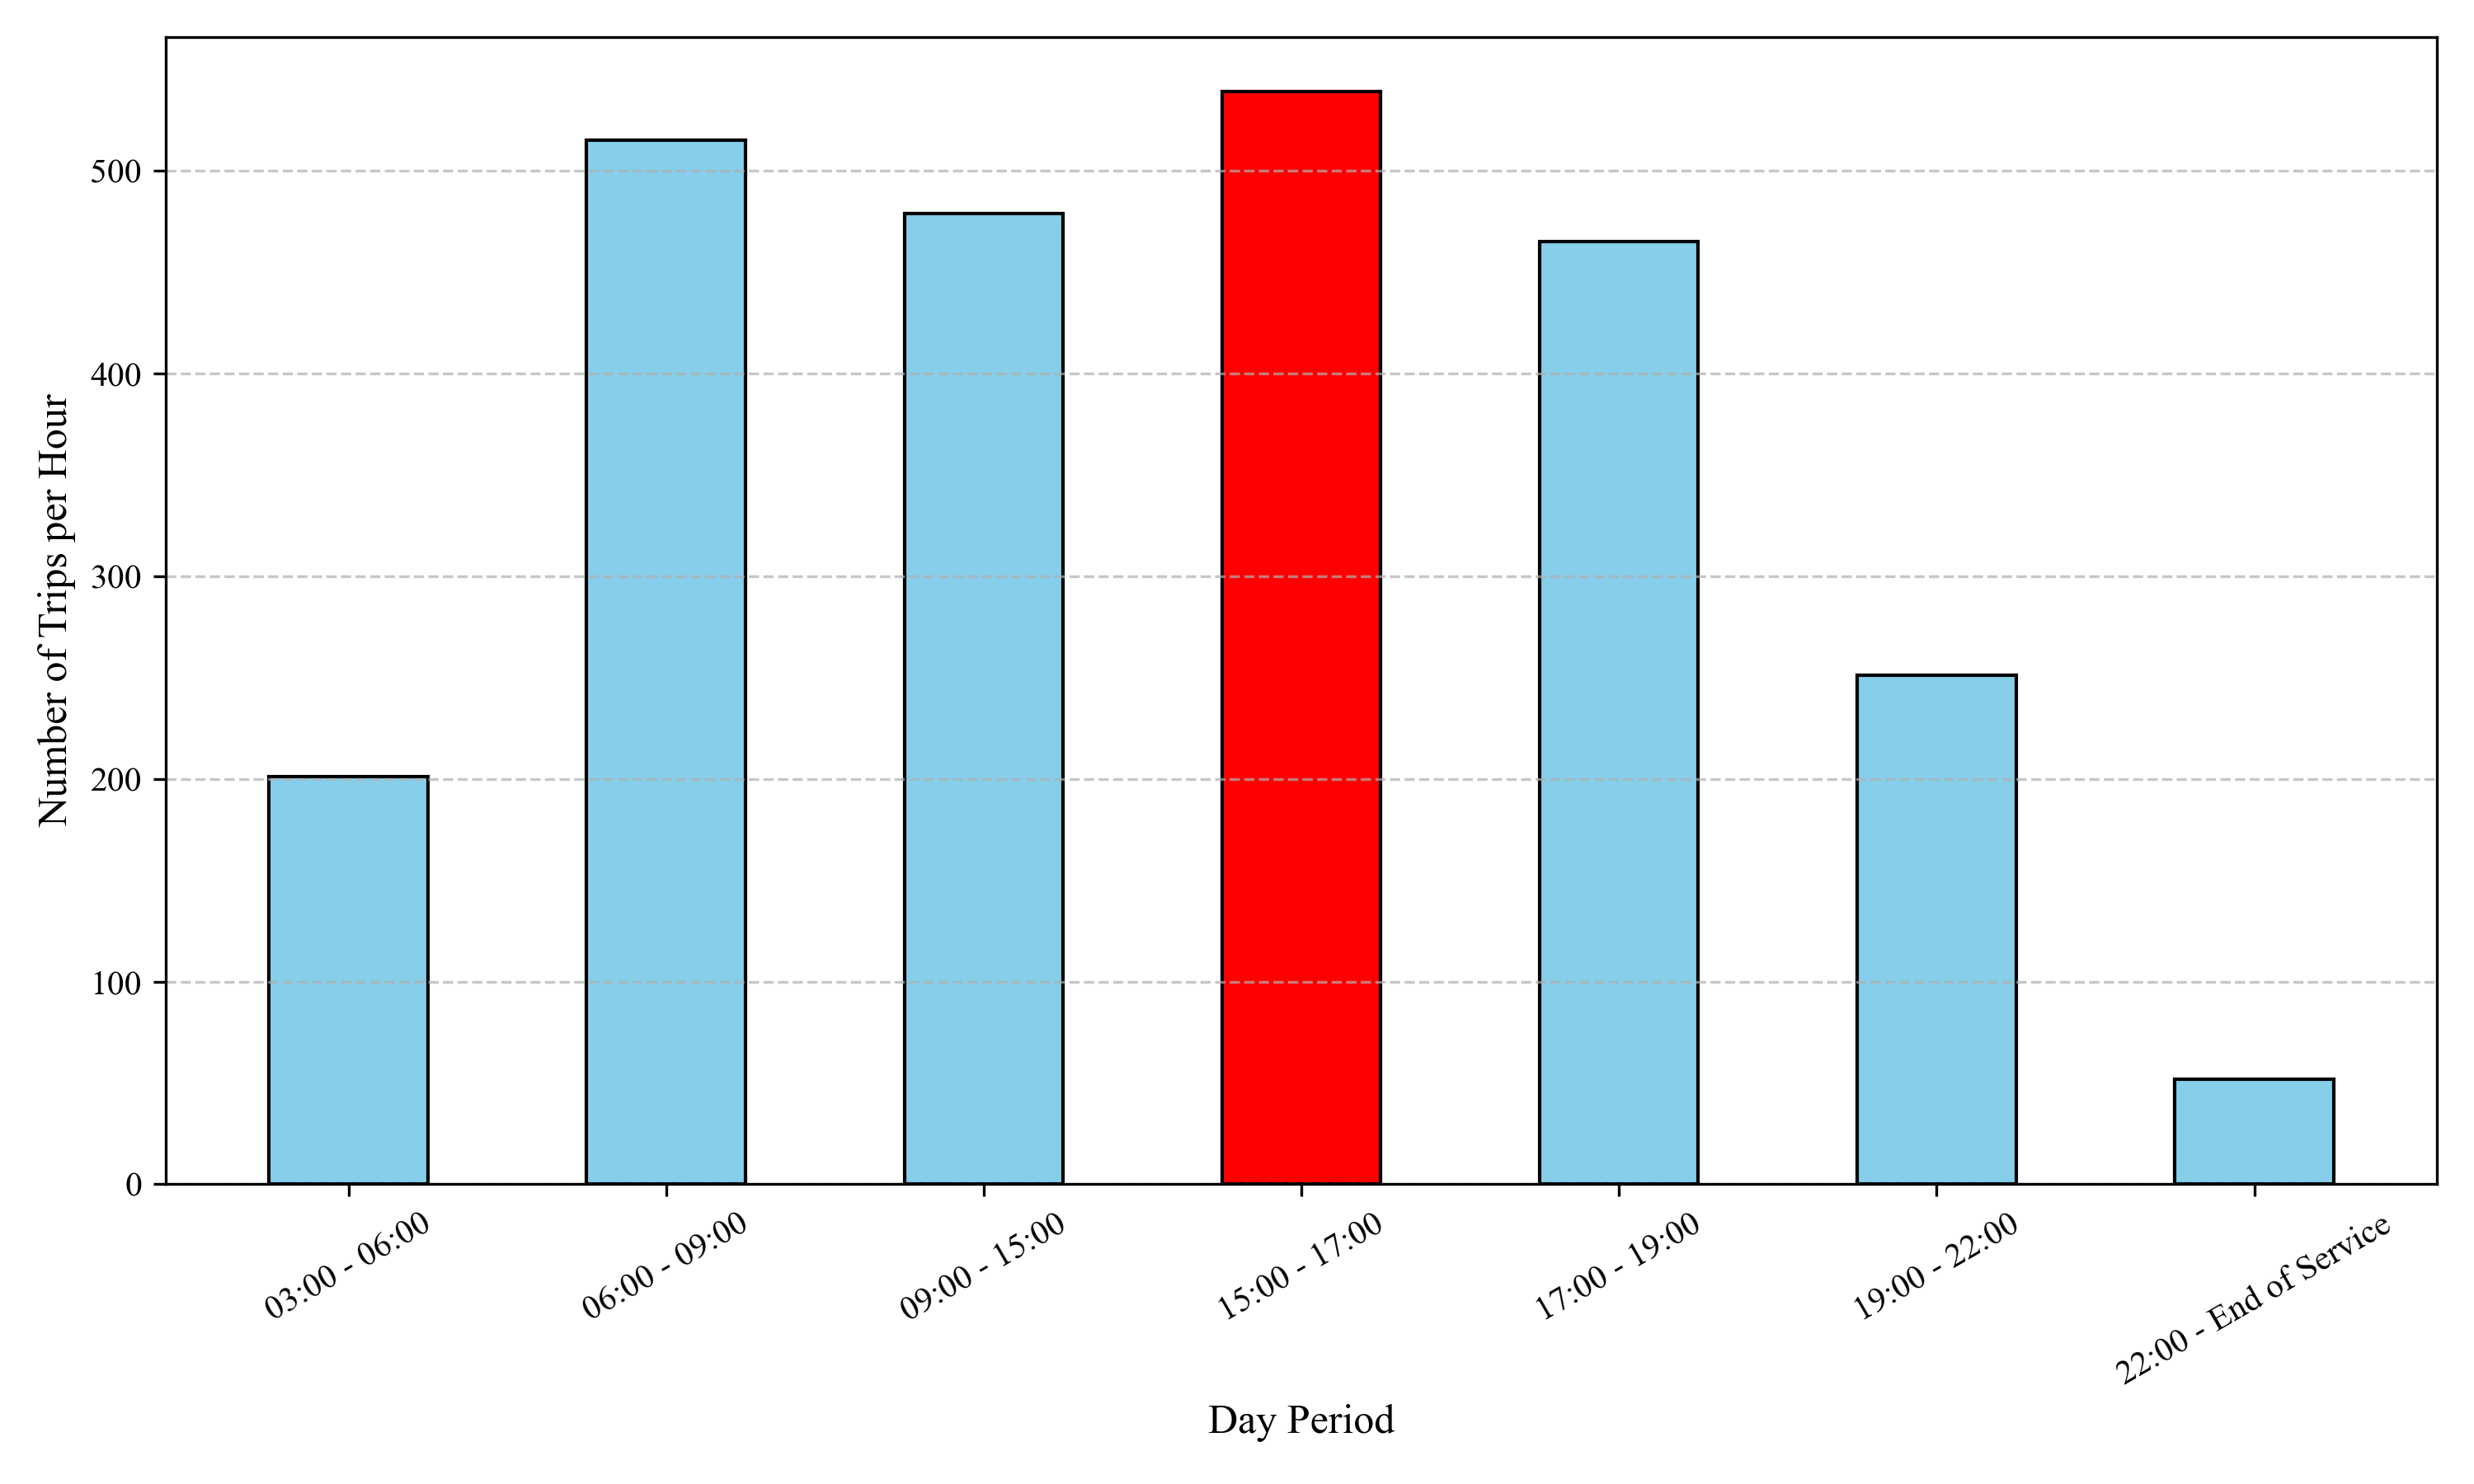 Number of Trips per Hour
500
400
300
200
100
0
03:00 - 06:00
06:00 - 09:00
09:00 - 15:00
15:00 - 17:00
17:00 - 19:00
19:00 - 22:00
22:00 - End of Service
Day Period